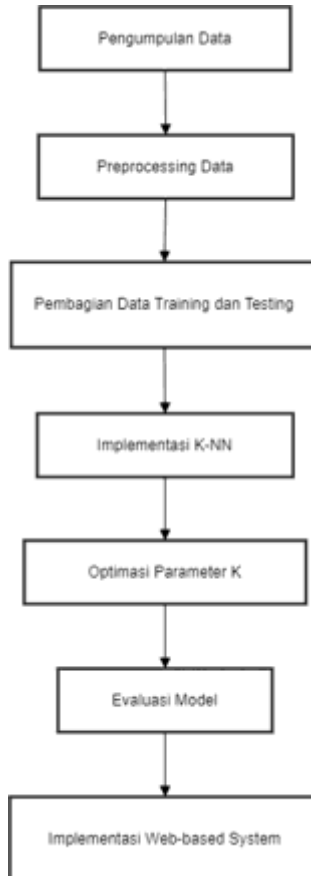 Pengumpulan Data
Preprocessing Data
Pembagian Data Training dan Testing
Implementasi K-NN
Optimasi Parameter K
Evaluasi Model
Implementasi Web-based System